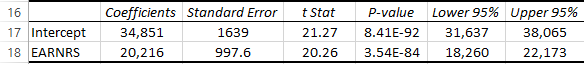 16 Coefficients Standard Error t Stat P-value Lower 95% Upper 95%
17 Intercept 34,851 1639 21.27 8.41E-92 31,637 38,065
18 EARNRS 20,216 997.6 20.26 3.54E-84 18,260 22,173